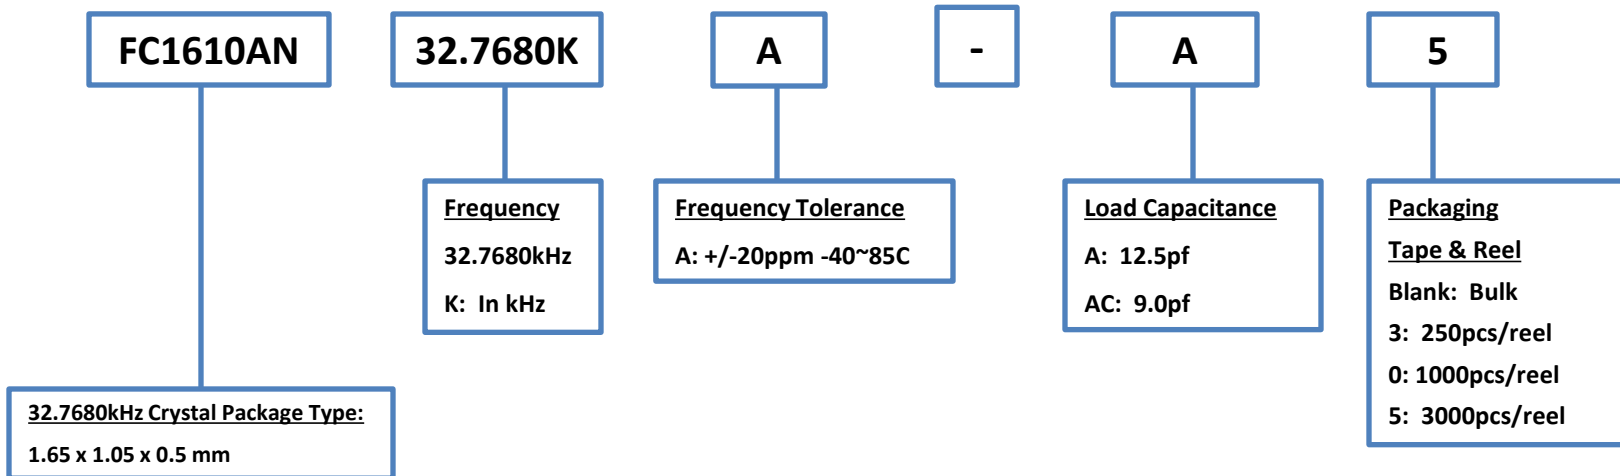 FC1610AN 32.7680K A - A 5
Frequency
32.7680kHz
K: In kHz
Frequency Tolerance
A: +/-20ppm -40~85C
Load Capacitance
A: 12.5pf
AC: 9.0pf
Packaging
Tape & Reel
Blank: Bulk
3: 250pcs/reel
0: 1000pcs/reel
5: 3000pcs/reel
32.7680kHz Crystal Package Type:
1.65 x 1.05 x 0.5 mm